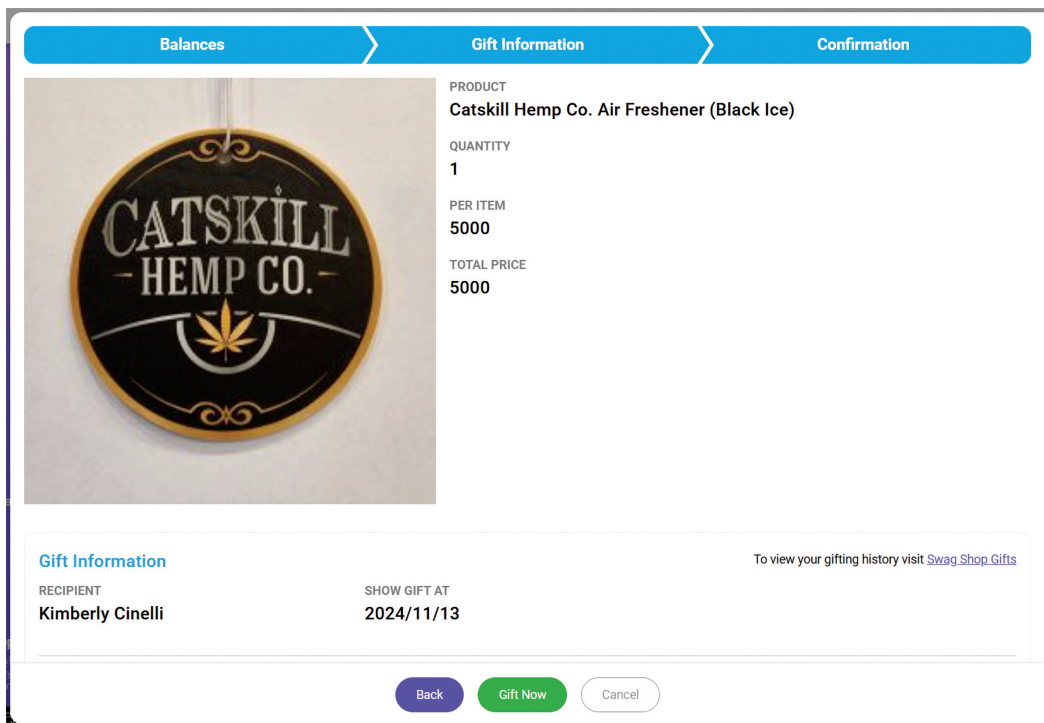 Balances
Gift Information
Confirmation
CATSKILL
-HEMP CO.-
PRODUCT
Catskill Hemp Co. Air Freshener (Black Ice)
QUANTITY
1
PER ITEM
5000
TOTAL PRICE
5000
Gift Information
To view your gifting history visit Swag Shop Gifts
RECIPIENT
Kimberly Cinelli
SHOW GIFT AT
2024/11/13
Back
Gift Now
Cancel